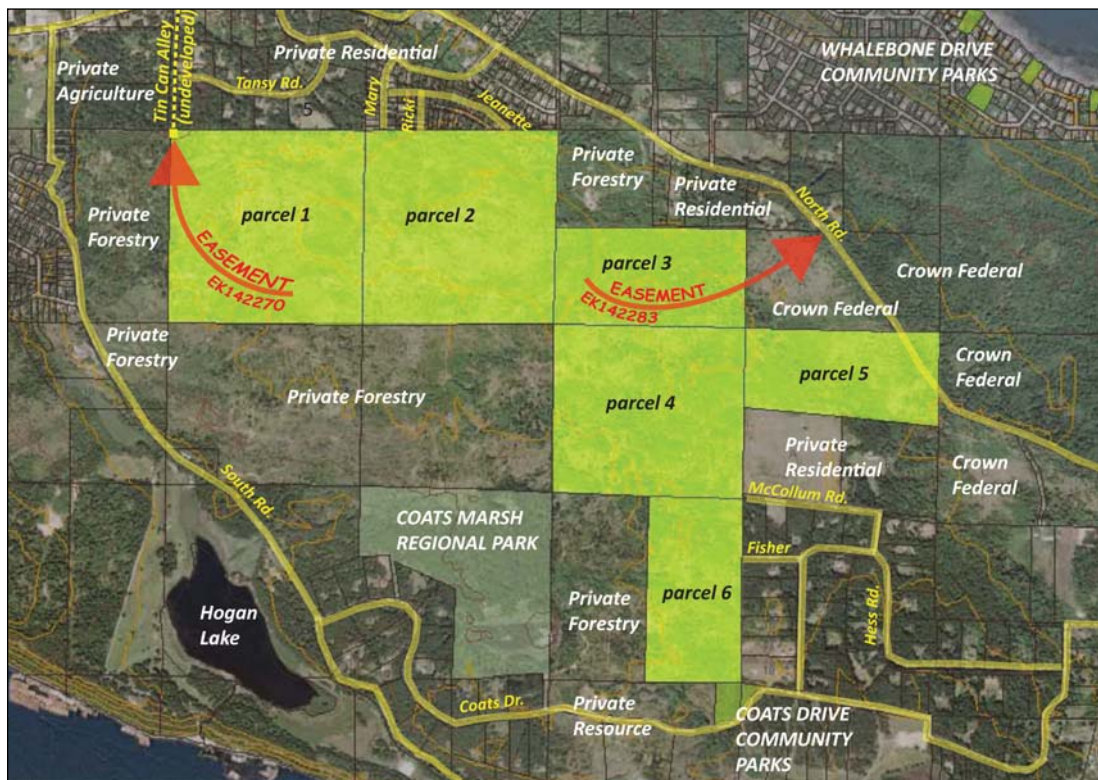 Private Residential
WHALEBONE DRIVE
COMMUNITY PARKS
Private
Agriculture
Tin Can Alley
(undeveloped)
Tansy Rd.
5
Mary
Ricki
Jeanette
Private
Forestry
Private
Residential
North Rd.
Private
Forestry
parcel 1
parcel 2
parcel 3
EASEMENT
EK142270
EASEMENT
EK142283
Crown Federal
Crown Federal
Private
Forestry
Private Forestry
parcel 4
parcel 5
Crown
Federal
Private
Residential
Crown
Federal
South Rd.
McCollum Rd.
COATS MARSH
REGIONAL PARK
Fisher
Hess Rd.
Hogan
Lake
Private
Forestry
parcel 6
Coats Dr.
Private
Resource
COATS DRIVE
COMMUNITY
PARKS